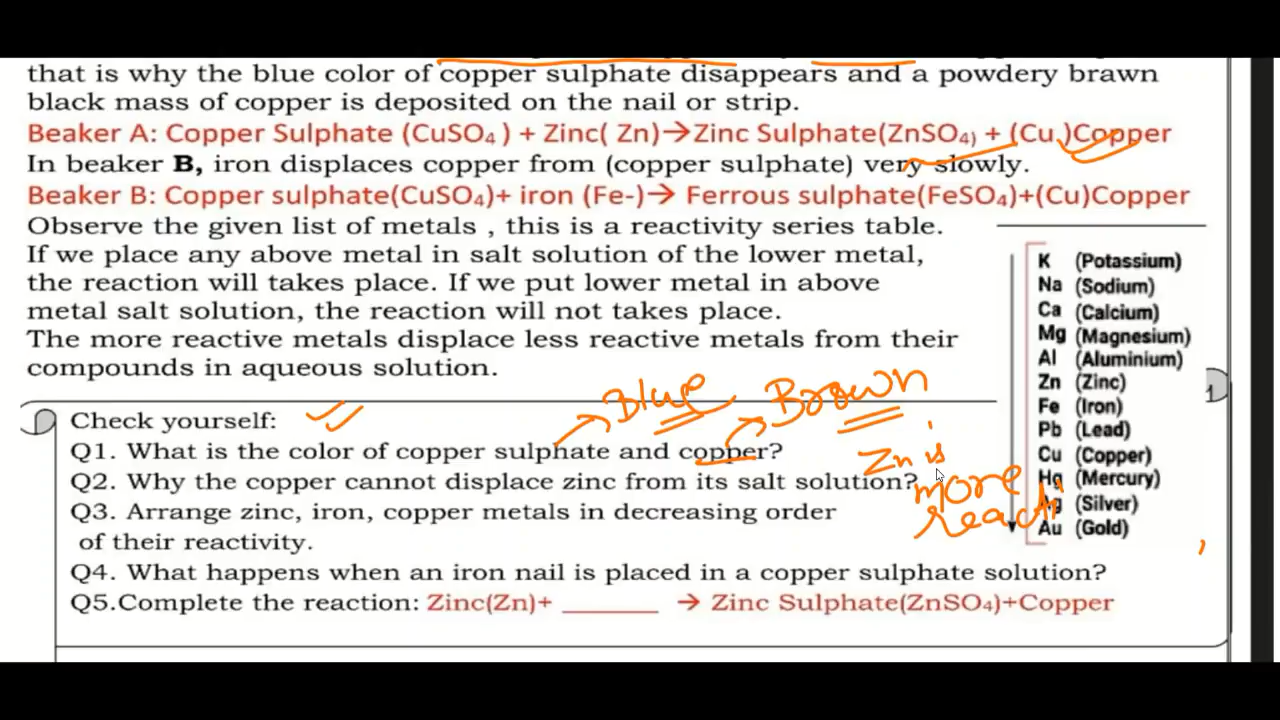 that is why the blue color of copper sulphate disappears and a powdery brawn
black mass of copper is deposited on the nail or strip.
Beaker A: Copper Sulphate (CuSO₄ ) + Zinc( Zn)→Zinc Sulphate(ZnSO₄) + (Cu )Copper
In beaker B, iron displaces copper from (copper sulphate) very slowly.
Beaker B: Copper sulphate(CuSO₄)+ iron (Fe-)→ Ferrous sulphate(FeSO₄)+(Cu)Copper
Observe the given list of metals , this is a reactivity series table.
If we place any above metal in salt solution of the lower metal,
the reaction will takes place. If we put lower metal in above
metal salt solution, the reaction will not takes place.
The more reactive metals displace less reactive metals from their
compounds in aqueous solution.
K (Potassium)
Na (Sodium)
Ca (Calcium)
Mg (Magnesium)
Al (Aluminium)
Zn (Zinc)
Fe (Iron)
Pb (Lead)
Cu (Copper)
Hg (Mercury)
Ag (Silver)
Au (Gold)
Blue Brown
Check yourself:
Q1. What is the color of copper sulphate and copper?
Zn is
more
Q2. Why the copper cannot displace zinc from its salt solution?
Q3. Arrange zinc, iron, copper metals in decreasing order
of their reactivity.
Q4. What happens when an iron nail is placed in a copper sulphate solution?
Q5.Complete the reaction: Zinc(Zn)+ ________ → Zinc Sulphate(ZnSO₄)+Copper